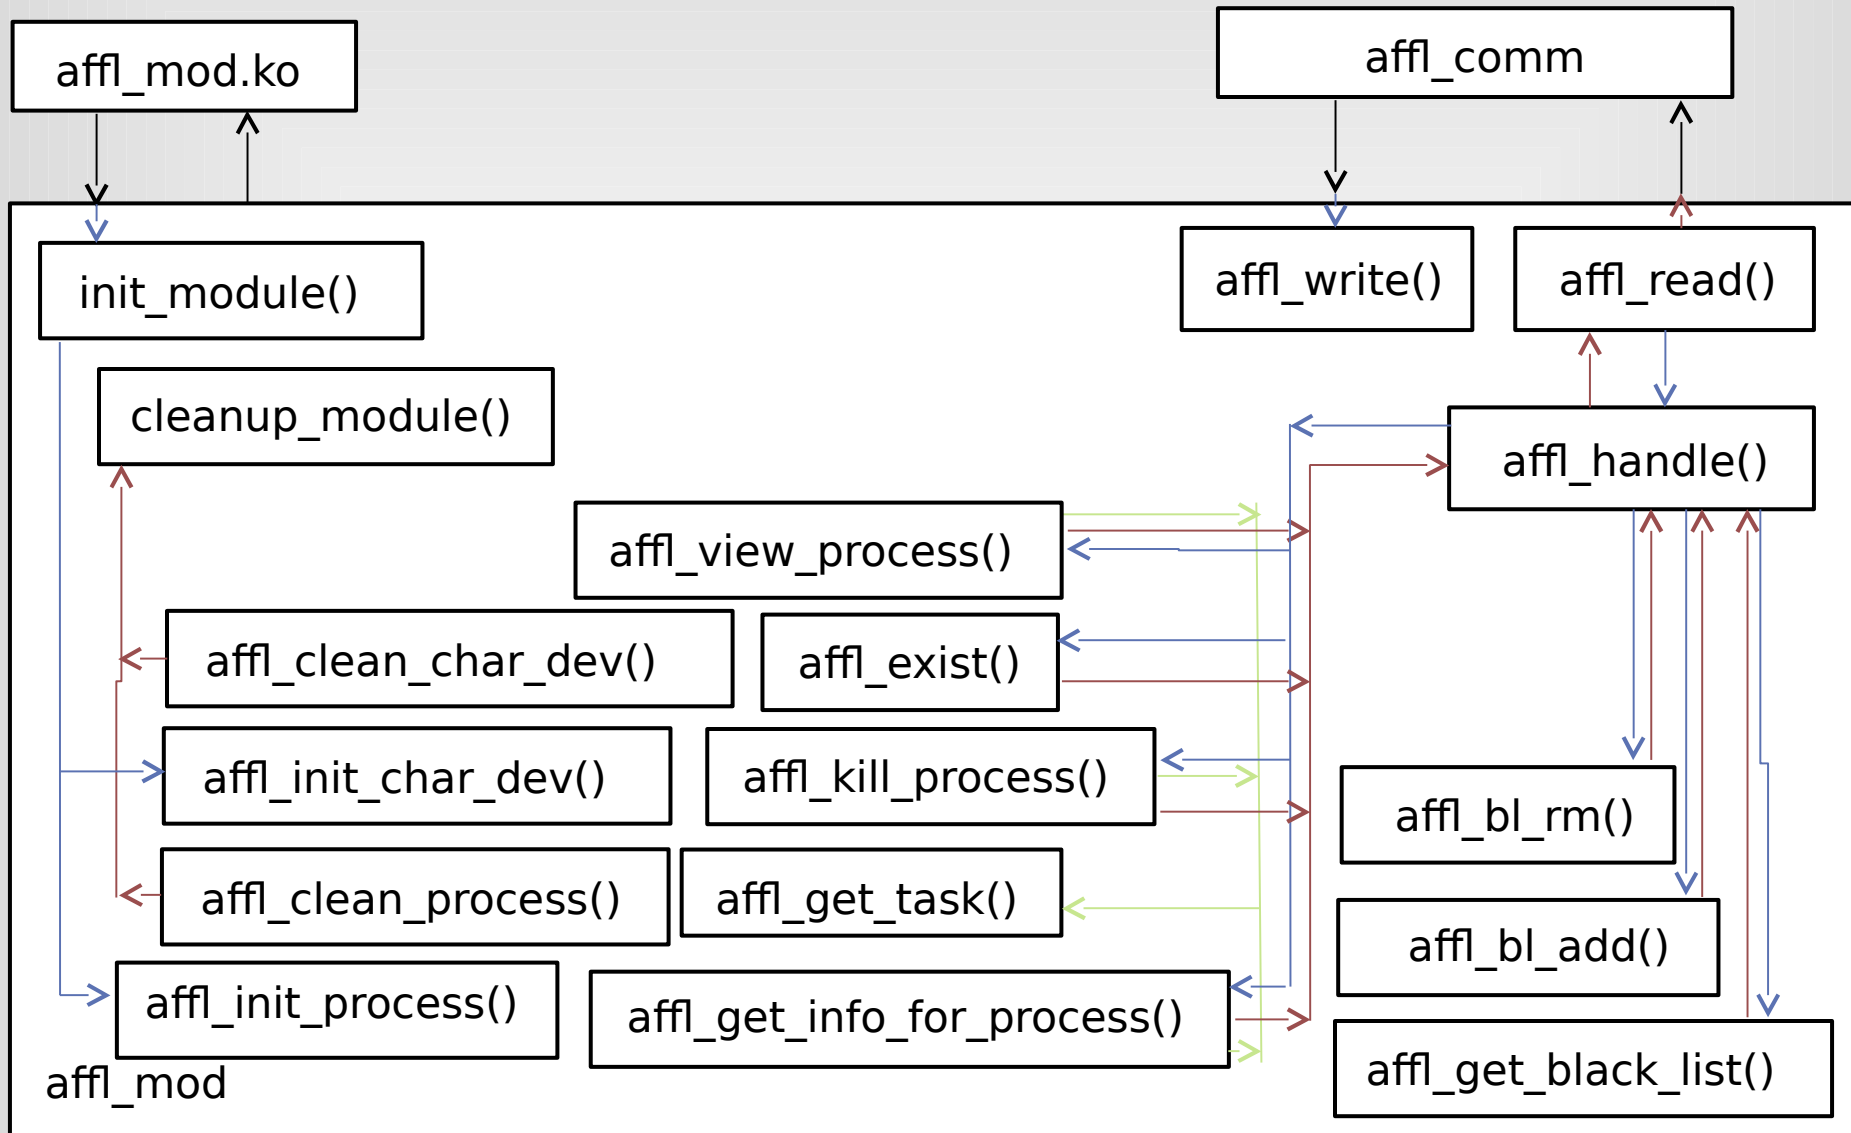 affl_mod.ko
affl_comm
init_module()
affl_write()
affl_read()
cleanup_module()
affl_handle()
affl_view_process()
affl_clean_char_dev()
affl_exist()
affl_init_char_dev()
affl_kill_process()
affl_bl_rm()
affl_clean_process()
affl_get_task()
affl_bl_add()
affl_init_process()
affl_get_info_for_process()
affl_get_black_list()
affl_mod